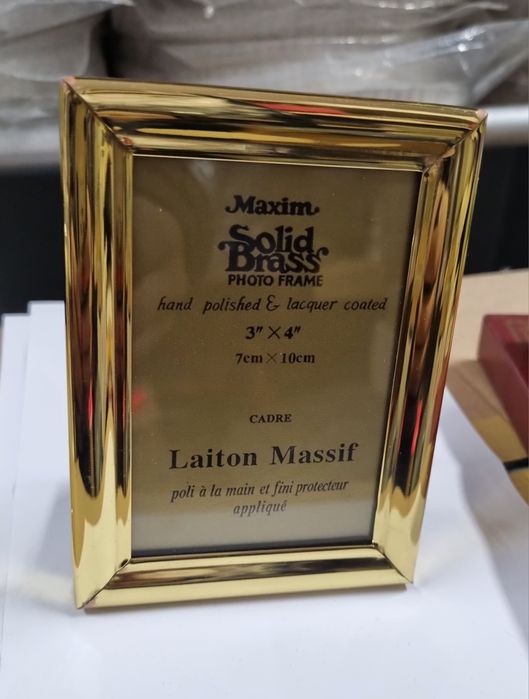 Maxim
Solid
Brass
PHOTO FRAME
hand polished & lacquer coated
3" × 4"
7cm × 10cm
CADRE
Laiton Massif
poli à la main et fini protecteur
appliqué